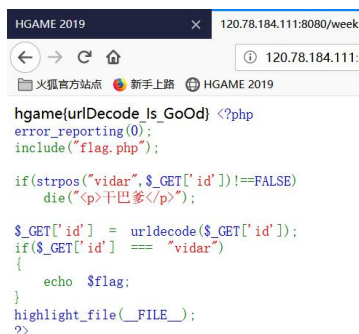 HGAME 2019
120.78.184.111:8080/week
120.78.184.111:
火狐官方站点 新手上路 HGAME 2019
hgame{urlDecode_Is_GoOd} <?php
error_reporting(0);
include("flag.php");
if(strpos("vidar",$_GET['id'])!==FALSE)
die("<p>干巴爹</p>");
$_GET['id'] = urldecode($_GET['id']);
if($_GET['id'] === "vidar")
{
echo $flag;
}
highlight_file(__FILE__);
?>